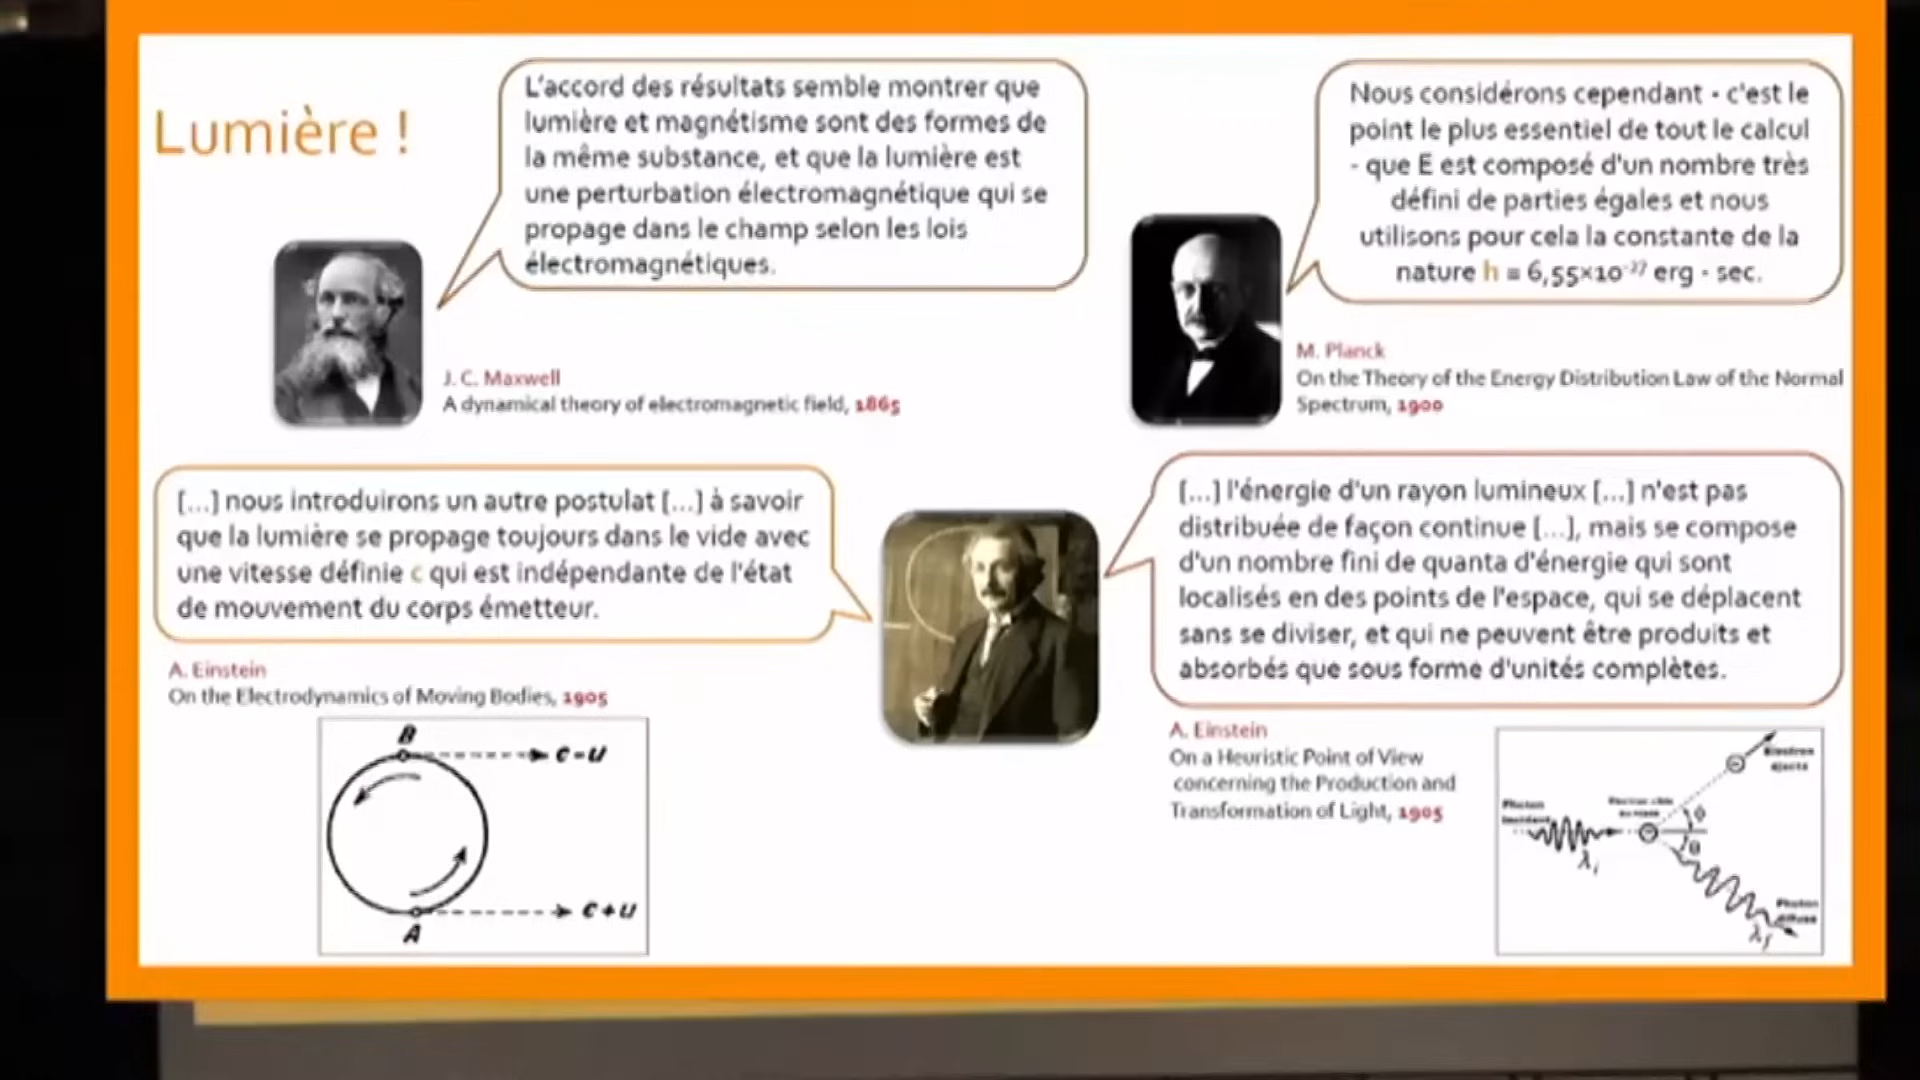 Lumière !
L'accord des résultats semble montrer que
lumière et magnétisme sont des formes de
la même substance, et que la lumière est
une perturbation électromagnétique qui se
propage dans le champ selon les lois
électromagnétiques.
J. C. Maxwell
A dynamical theory of electromagnetic field, 1865
Nous considérons cependant - c'est le
point le plus essentiel de tout le calcul
- que E est composé d'un nombre très
défini de parties égales et nous
utilisons pour cela la constante de la
nature h = 6,55×10⁻²⁷ erg · sec.
M. Planck
On the Theory of the Energy Distribution Law of the Normal
Spectrum, 1900
[...] nous introduirons un autre postulat [...] à savoir
que la lumière se propage toujours dans le vide avec
une vitesse définie c qui est indépendante de l'état
de mouvement du corps émetteur.
A. Einstein
On the Electrodynamics of Moving Bodies, 1905
B
c-u
c+u
A
[...] l'énergie d'un rayon lumineux [...] n'est pas
distribuée de façon continue [...], mais se compose
d'un nombre fini de quanta d'énergie qui sont
localisés en des points de l'espace, qui se déplacent
sans se diviser, et qui ne peuvent être produits et
absorbés que sous forme d'unités complètes.
A. Einstein
On a Heuristic Point of View
concerning the Production and
Transformation of Light, 1905
Electron
éjecté
Photon
incident
λi
φ
θ
Photon
diffusé
λf